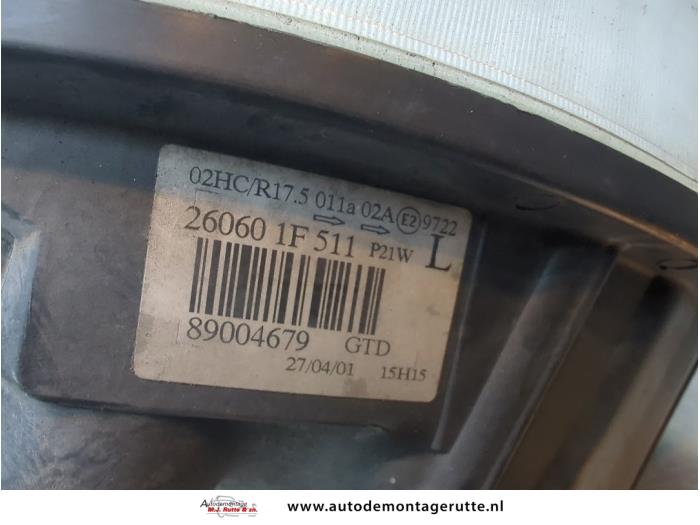 02HC/R17.5 011a 02A E2 9722
26060 1F 511 P21W L
89004679 GTD
27/04/01 15H15
Autodemontage
M.J. Rutte & zn.
www.autodemontagerutte.nl